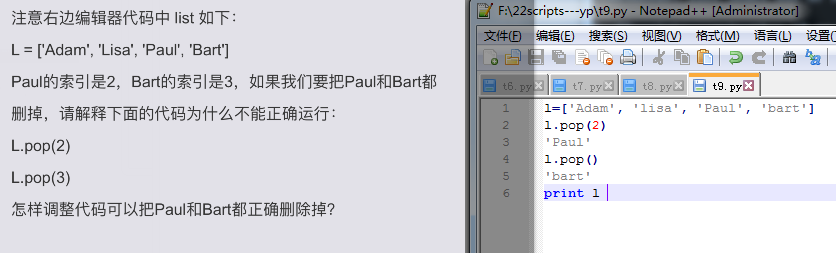 注意右边编辑器代码中 list 如下：
L = ['Adam', 'Lisa', 'Paul', 'Bart']
Paul的索引是2，Bart的索引是3，如果我们要把Paul和Bart都
删掉，请解释下面的代码为什么不能正确运行：
L.pop(2)
L.pop(3)
怎样调整代码可以把Paul和Bart都正确删除掉？
F:\22scripts---yp\t9.py - Notepad++ [Administrator]
文件(F) 编辑(E) 搜索(S) 视图(V) 格式(M) 语言(L) 设置
t6.py t7.py t8.py t9.py
1 l=['Adam', 'lisa', 'Paul', 'bart']
2 l.pop(2)
3 'Paul'
4 l.pop()
5 'bart'
6 print l